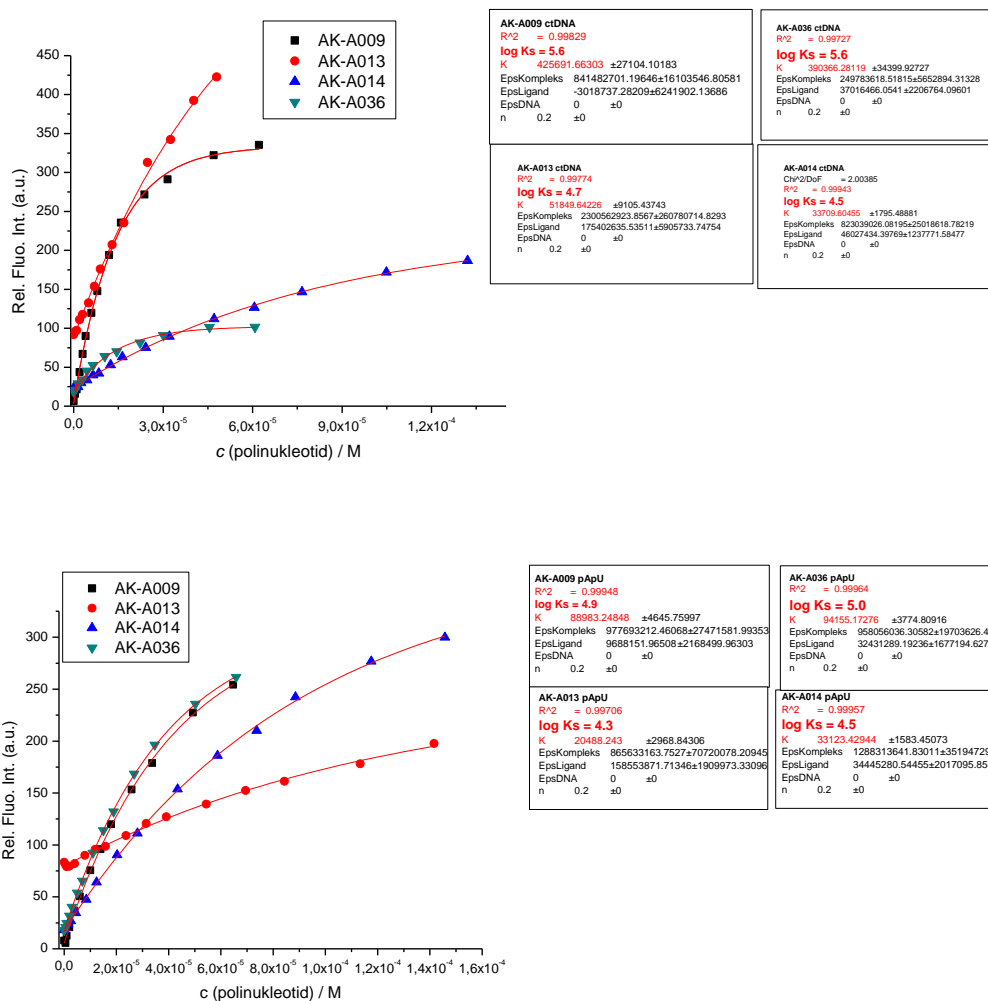 AK-A009
AK-A013
AK-A014
AK-A036
450
400
350
300
250
200
150
100
50
0
Rel. Fluo. Int. (a.u.)
0,0
3,0x10⁻⁵
6,0x10⁻⁵
9,0x10⁻⁵
1,2x10⁻⁴
c (polinukleotid) / M
AK-A009 ctDNA
R^2 = 0.99829
log Ks = 5.6
K 425691.66303 ±27104.10183
EpsKompleks 841482701.19646±16103546.80581
EpsLigand -3018737.28209±6241902.13686
EpsDNA 0 ±0
n 0.2 ±0
AK-A036 ctDNA
R^2 = 0.99727
log Ks = 5.6
K 390366.28119 ±34399.92727
EpsKompleks 249783618.51815±5652894.31328
EpsLigand 37016466.0541 ±2206764.09601
EpsDNA 0 ±0
n 0.2 ±0
AK-A013 ctDNA
R^2 = 0.99774
log Ks = 4.7
K 51849.64226 ±9105.43743
EpsKompleks 2300562923.8567±260780714.8293
EpsLigand 175402635.53511±5905733.74754
EpsDNA 0 ±0
n 0.2 ±0
AK-A014 ctDNA
Chi^2/DoF = 2.00385
R^2 = 0.99943
log Ks = 4.5
K 33709.60455 ±1795.48881
EpsKompleks 823039026.08195±25018618.78219
EpsLigand 46027434.39769±1237771.58477
EpsDNA 0 ±0
n 0.2 ±0
AK-A009
AK-A013
AK-A014
AK-A036
300
250
200
150
100
50
0
Rel. Fluo. Int. (a.u.)
0,0
2,0x10⁻⁵
4,0x10⁻⁵
6,0x10⁻⁵
8,0x10⁻⁵
1,0x10⁻⁴
1,2x10⁻⁴
1,4x10⁻⁴
1,6x10⁻⁴
c (polinukleotid) / M
AK-A009 pApU
R^2 = 0.99948
log Ks = 4.9
K 88983.24848 ±4645.75997
EpsKompleks 977693212.46068±27471581.99353
EpsLigand 9688151.96508±2168499.96303
EpsDNA 0 ±0
n 0.2 ±0
AK-A036 pApU
R^2 = 0.99964
log Ks = 5.0
K 94155.17276 ±3774.80916
EpsKompleks 958056036.30582±19703626.4
EpsLigand 32431289.19236±1677194.627
EpsDNA 0 ±0
n 0.2 ±0
AK-A013 pApU
R^2 = 0.99706
log Ks = 4.3
K 20488.243 ±2968.84306
EpsKompleks 865633163.7527±70720078.20945
EpsLigand 158553871.71346±1909973.33096
EpsDNA 0 ±0
n 0.2 ±0
AK-A014 pApU
R^2 = 0.99957
log Ks = 4.5
K 33123.42944 ±1583.45073
EpsKompleks 1288313641.83011±35194729
EpsLigand 34445280.54455±2017095.85
EpsDNA 0 ±0
n 0.2 ±0